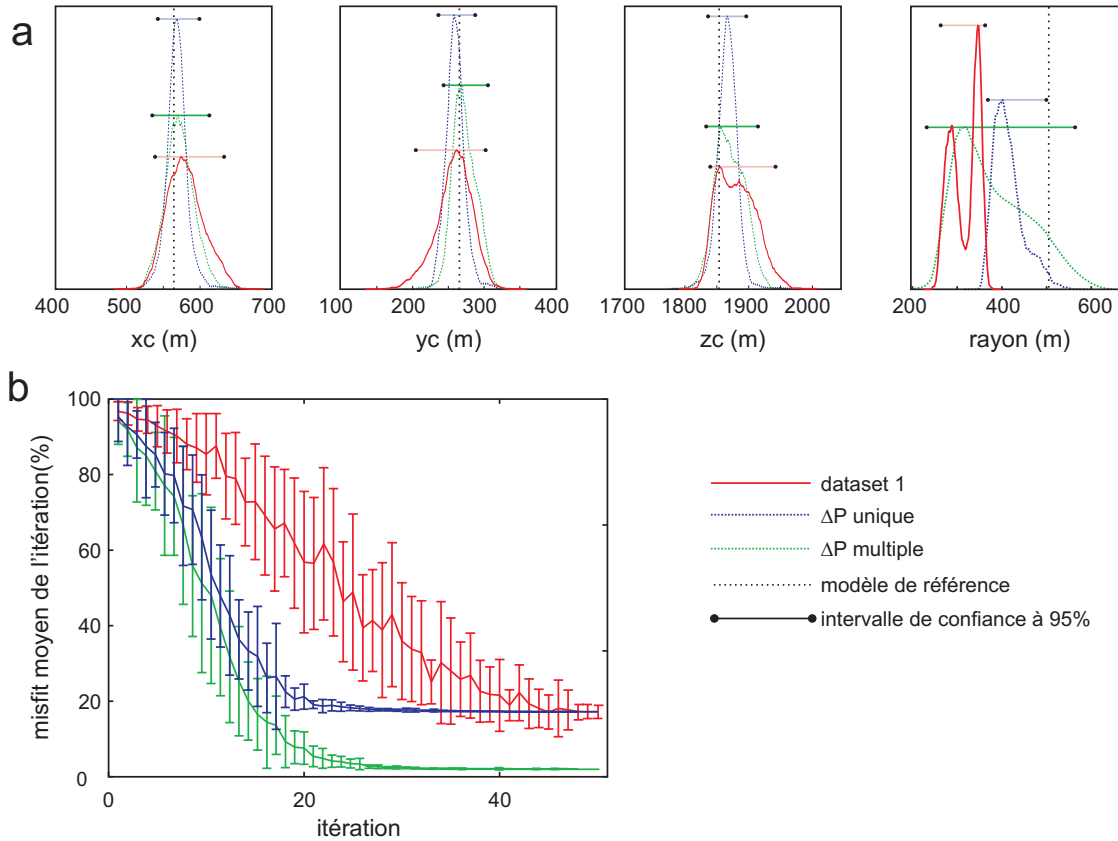 a
400 500 600 700
xc (m)
100 200 300 400
yc (m)
1700 1800 1900 2000
zc (m)
200 400 600
rayon (m)
b
misfit moyen de l'itération(%)
100
80
60
40
20
0
0 20 40
itération
dataset 1
ΔP unique
ΔP multiple
modèle de référence
intervalle de confiance à 95%